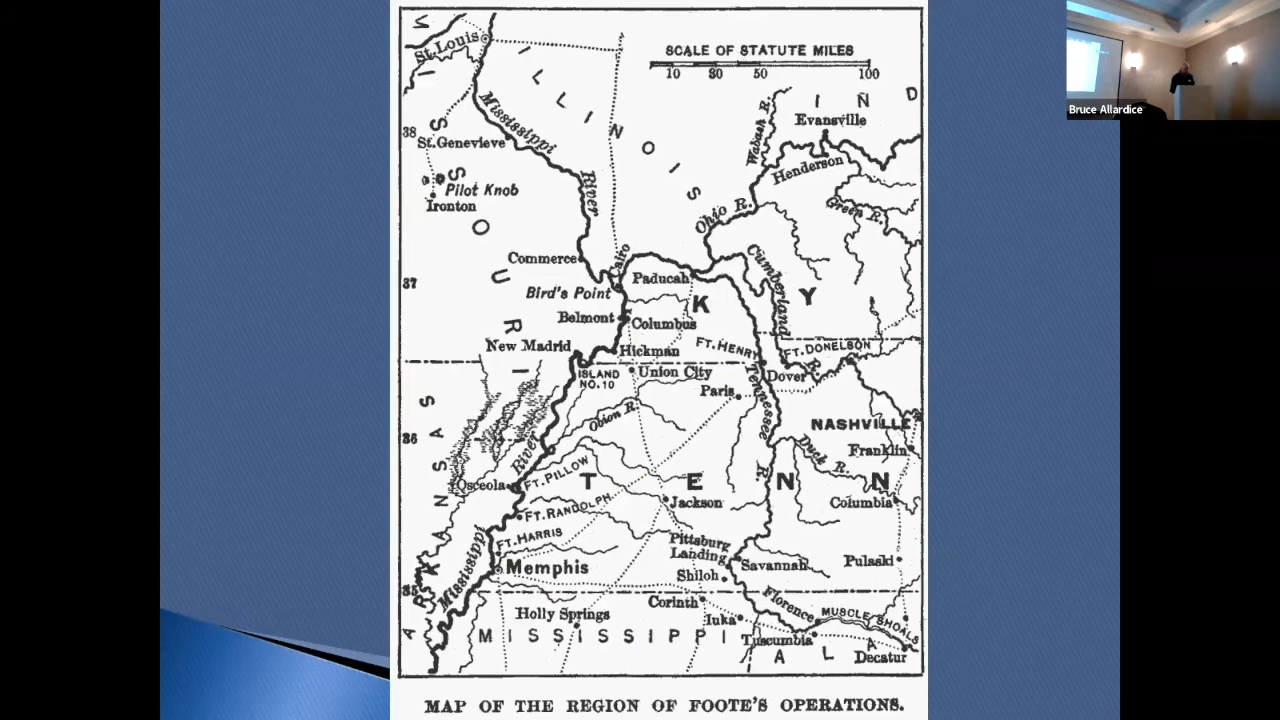 Bruce Allardice
SCALE OF STATUTE MILES
10 30 50 100
St. Louis
ILLINOIS
IND
Evansville
Wabash R.
Mississippi
River
38
St. Genevieve
Henderson
Pilot Knob
Ironton
Green R.
Ohio R.
MISSOURI
Commerce
Cairo
Paducah
Cumberland
R.
37
Bird's Point
KY
Belmont
Columbus
New Madrid
Hickman
FT. HENRY
FT. DONELSON
ISLAND
NO. 10
Union City
Dover
Paris
Tennessee
R.
Obion R.
NASHVILLE
36
Franklin
Duck R.
River
Osceola
FT. PILLOW
TENN
FT. RANDOLPH
Jackson
Columbia
FT. HARRIS
Pittsburg
Landing
Memphis
Savannah
Pulaski
Shiloh
35
ARKANSAS
Mississippi
Corinth
Florence
MUSCLE SHOALS
Holly Springs
Iuka
MISSISSIPPI
Tuscumbia
ALA
Decatur
MAP OF THE REGION OF FOOTE'S OPERATIONS.